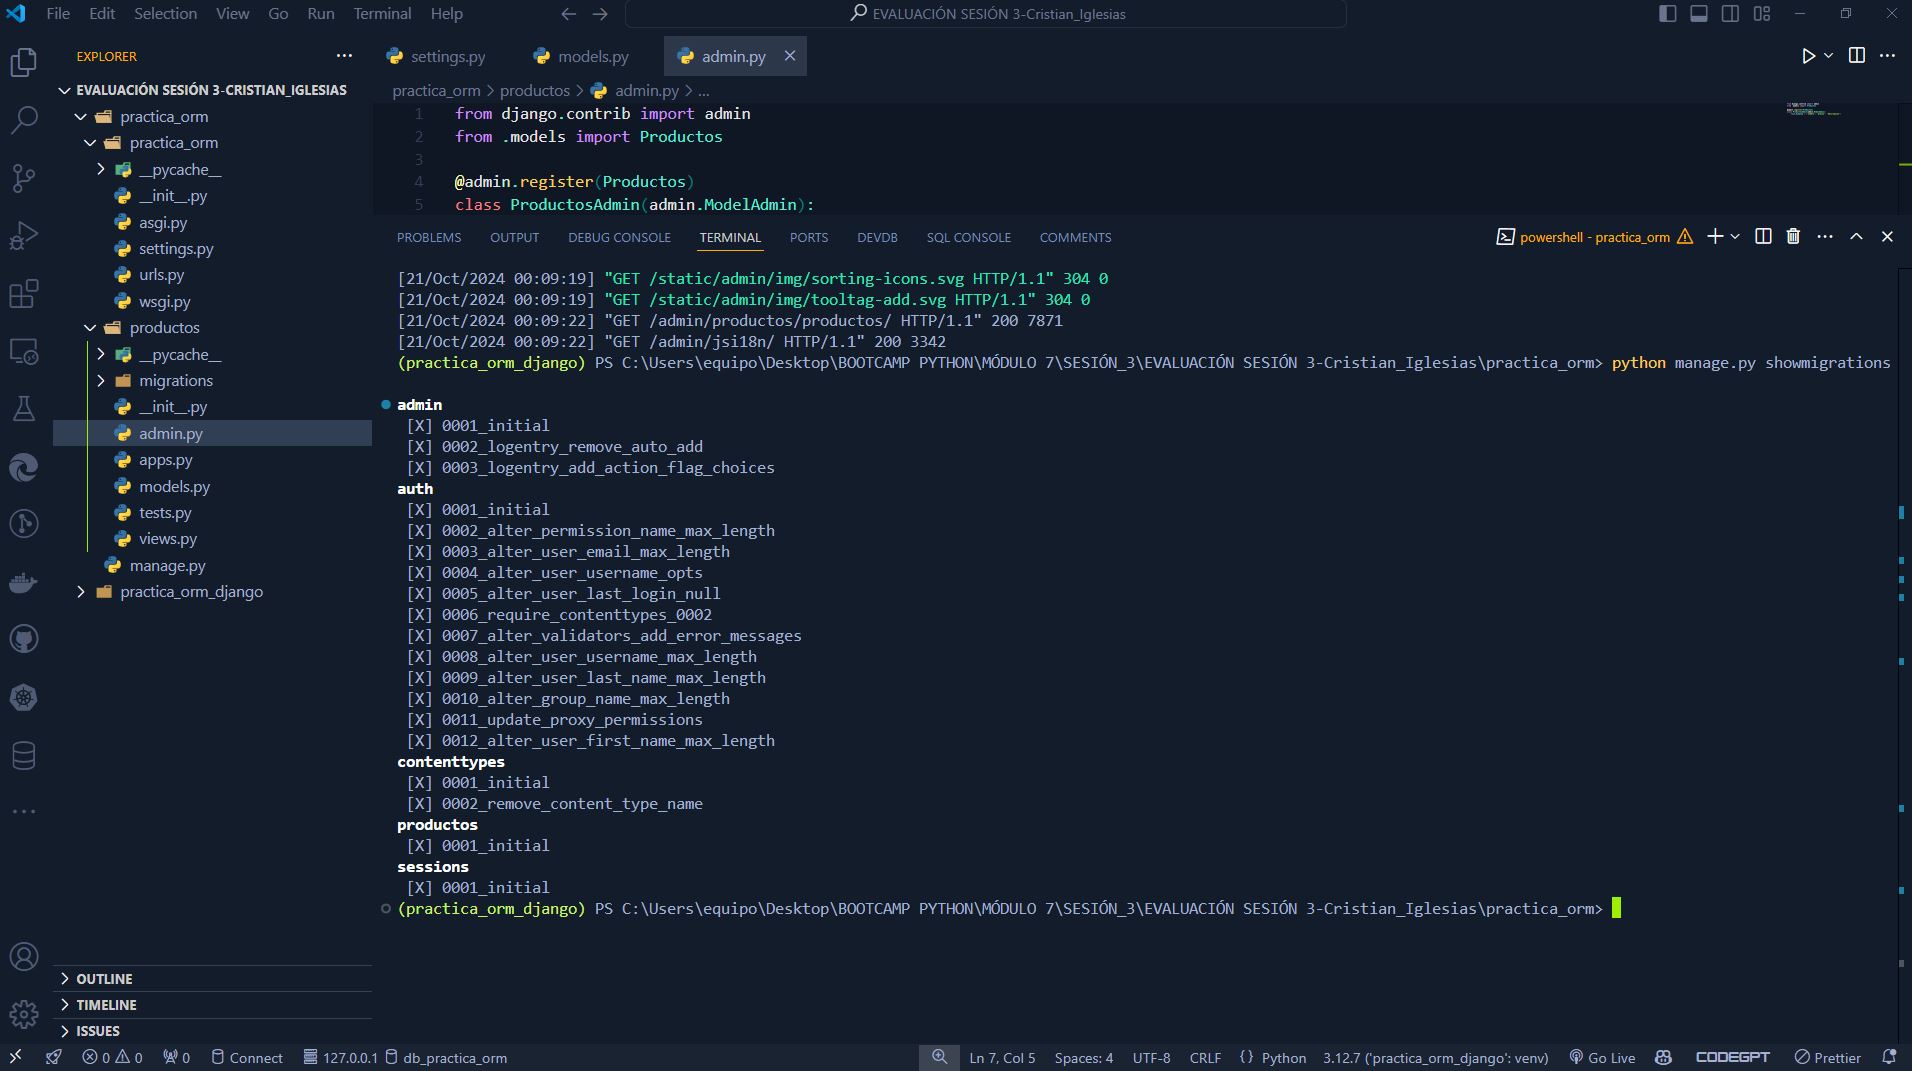 File Edit Selection View Go Run Terminal Help
EVALUACIÓN SESIÓN 3-Cristian_Iglesias
EXPLORER
EVALUACIÓN SESIÓN 3-CRISTIAN_IGLESIAS
practica_orm
practica_orm
__pycache__
__init__.py
asgi.py
settings.py
urls.py
wsgi.py
productos
__pycache__
migrations
__init__.py
admin.py
apps.py
models.py
tests.py
views.py
manage.py
practica_orm_django
OUTLINE
TIMELINE
ISSUES
settings.py models.py admin.py
practica_orm > productos > admin.py > ...
1 from django.contrib import admin
2 from .models import Productos
3
4 @admin.register(Productos)
5 class ProductosAdmin(admin.ModelAdmin):
PROBLEMS OUTPUT DEBUG CONSOLE TERMINAL PORTS DEVDB SQL CONSOLE COMMENTS
powershell - practica_orm
[21/Oct/2024 00:09:19] "GET /static/admin/img/sorting-icons.svg HTTP/1.1" 304 0
[21/Oct/2024 00:09:19] "GET /static/admin/img/tooltag-add.svg HTTP/1.1" 304 0
[21/Oct/2024 00:09:22] "GET /admin/productos/productos/ HTTP/1.1" 200 7871
[21/Oct/2024 00:09:22] "GET /admin/jsi18n/ HTTP/1.1" 200 3342
(practica_orm_django) PS C:\Users\equipo\Desktop\BOOTCAMP PYTHON\MÓDULO 7\SESIÓN_3\EVALUACIÓN SESIÓN 3-Cristian_Iglesias\practica_orm> python manage.py showmigrations
admin
[X] 0001_initial
[X] 0002_logentry_remove_auto_add
[X] 0003_logentry_add_action_flag_choices
auth
[X] 0001_initial
[X] 0002_alter_permission_name_max_length
[X] 0003_alter_user_email_max_length
[X] 0004_alter_user_username_opts
[X] 0005_alter_user_last_login_null
[X] 0006_require_contenttypes_0002
[X] 0007_alter_validators_add_error_messages
[X] 0008_alter_user_username_max_length
[X] 0009_alter_user_last_name_max_length
[X] 0010_alter_group_name_max_length
[X] 0011_update_proxy_permissions
[X] 0012_alter_user_first_name_max_length
contenttypes
[X] 0001_initial
[X] 0002_remove_content_type_name
productos
[X] 0001_initial
sessions
[X] 0001_initial
(practica_orm_django) PS C:\Users\equipo\Desktop\BOOTCAMP PYTHON\MÓDULO 7\SESIÓN_3\EVALUACIÓN SESIÓN 3-Cristian_Iglesias\practica_orm>
0 0 0 Connect 127.0.0.1 db_practica_orm Ln 7, Col 5 Spaces: 4 UTF-8 CRLF {} Python 3.12.7 ('practica_orm_django': venv) Go Live CODEGPT Prettier